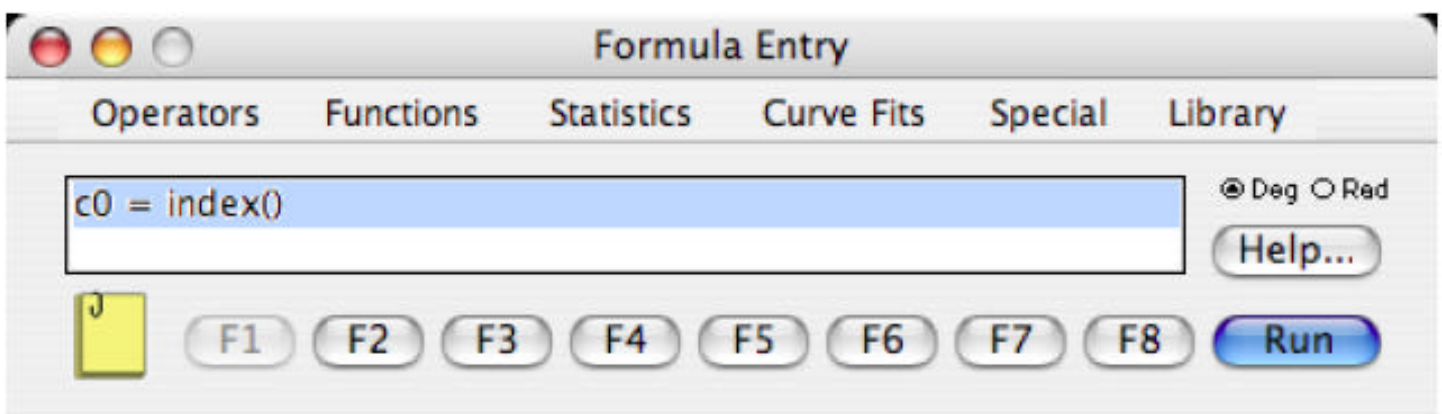 Formula Entry
Operators Functions Statistics Curve Fits Special Library
c0 = index()
Deg Rad
Help...
F1 F2 F3 F4 F5 F6 F7 F8 Run